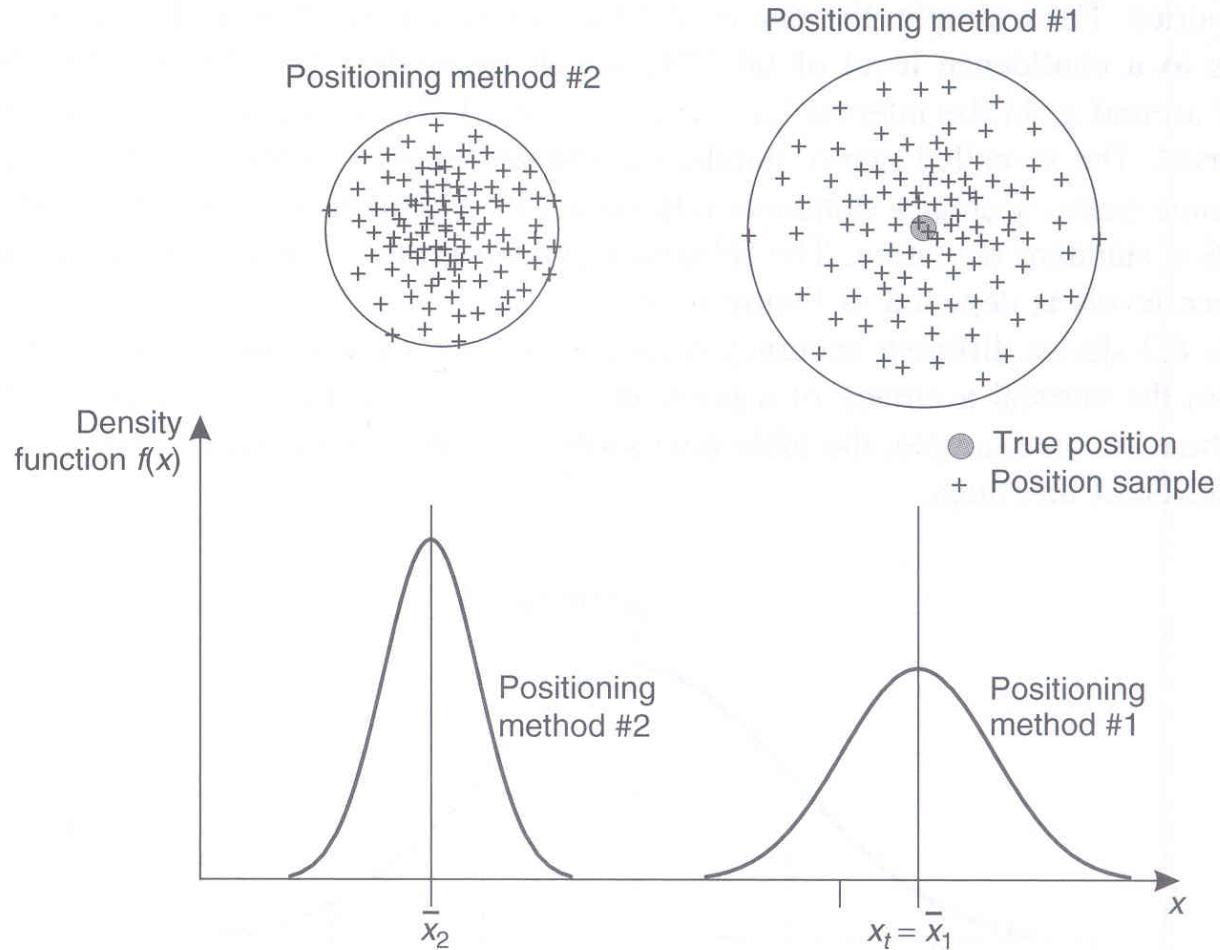 Positioning method #1
Positioning method #2
Density
function f(x)
True position
+ Position sample
Positioning
method #2
Positioning
method #1
x̄₂
xₜ = x̄₁
x